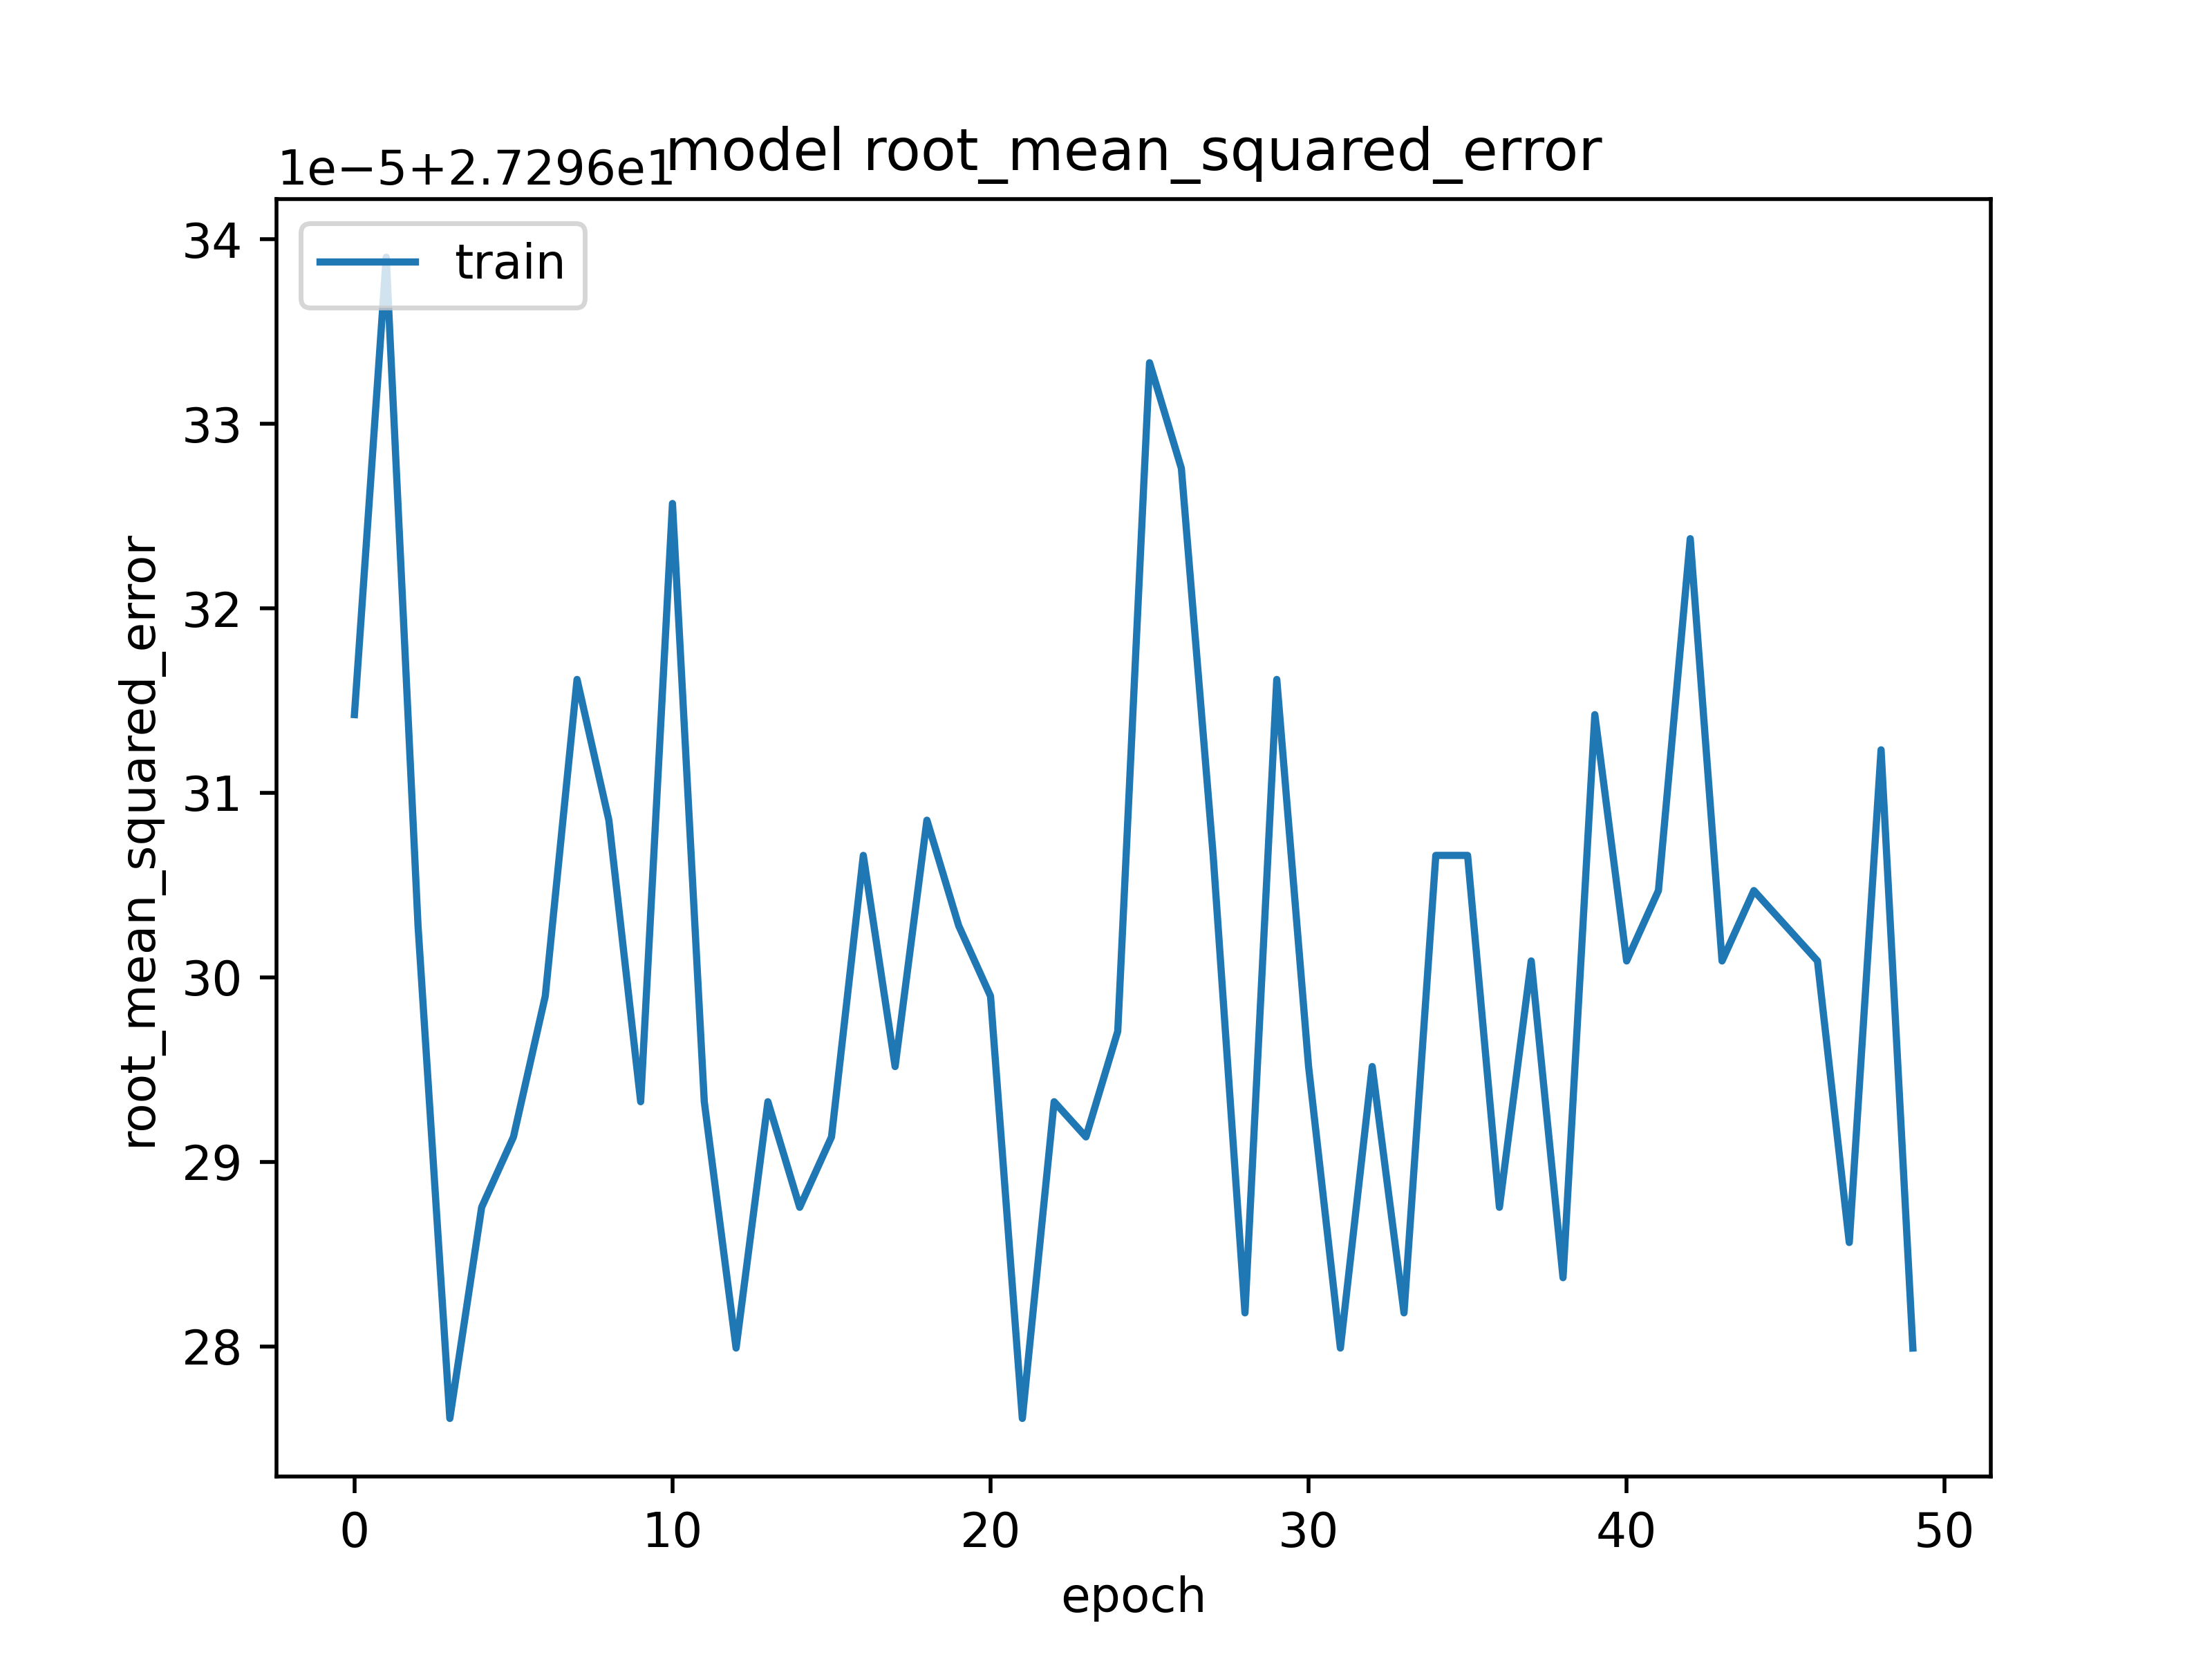 1e−5+2.7296e1
model root_mean_squared_error
train
root_mean_squared_error
34
33
32
31
30
29
28
0 10 20 30 40 50
epoch